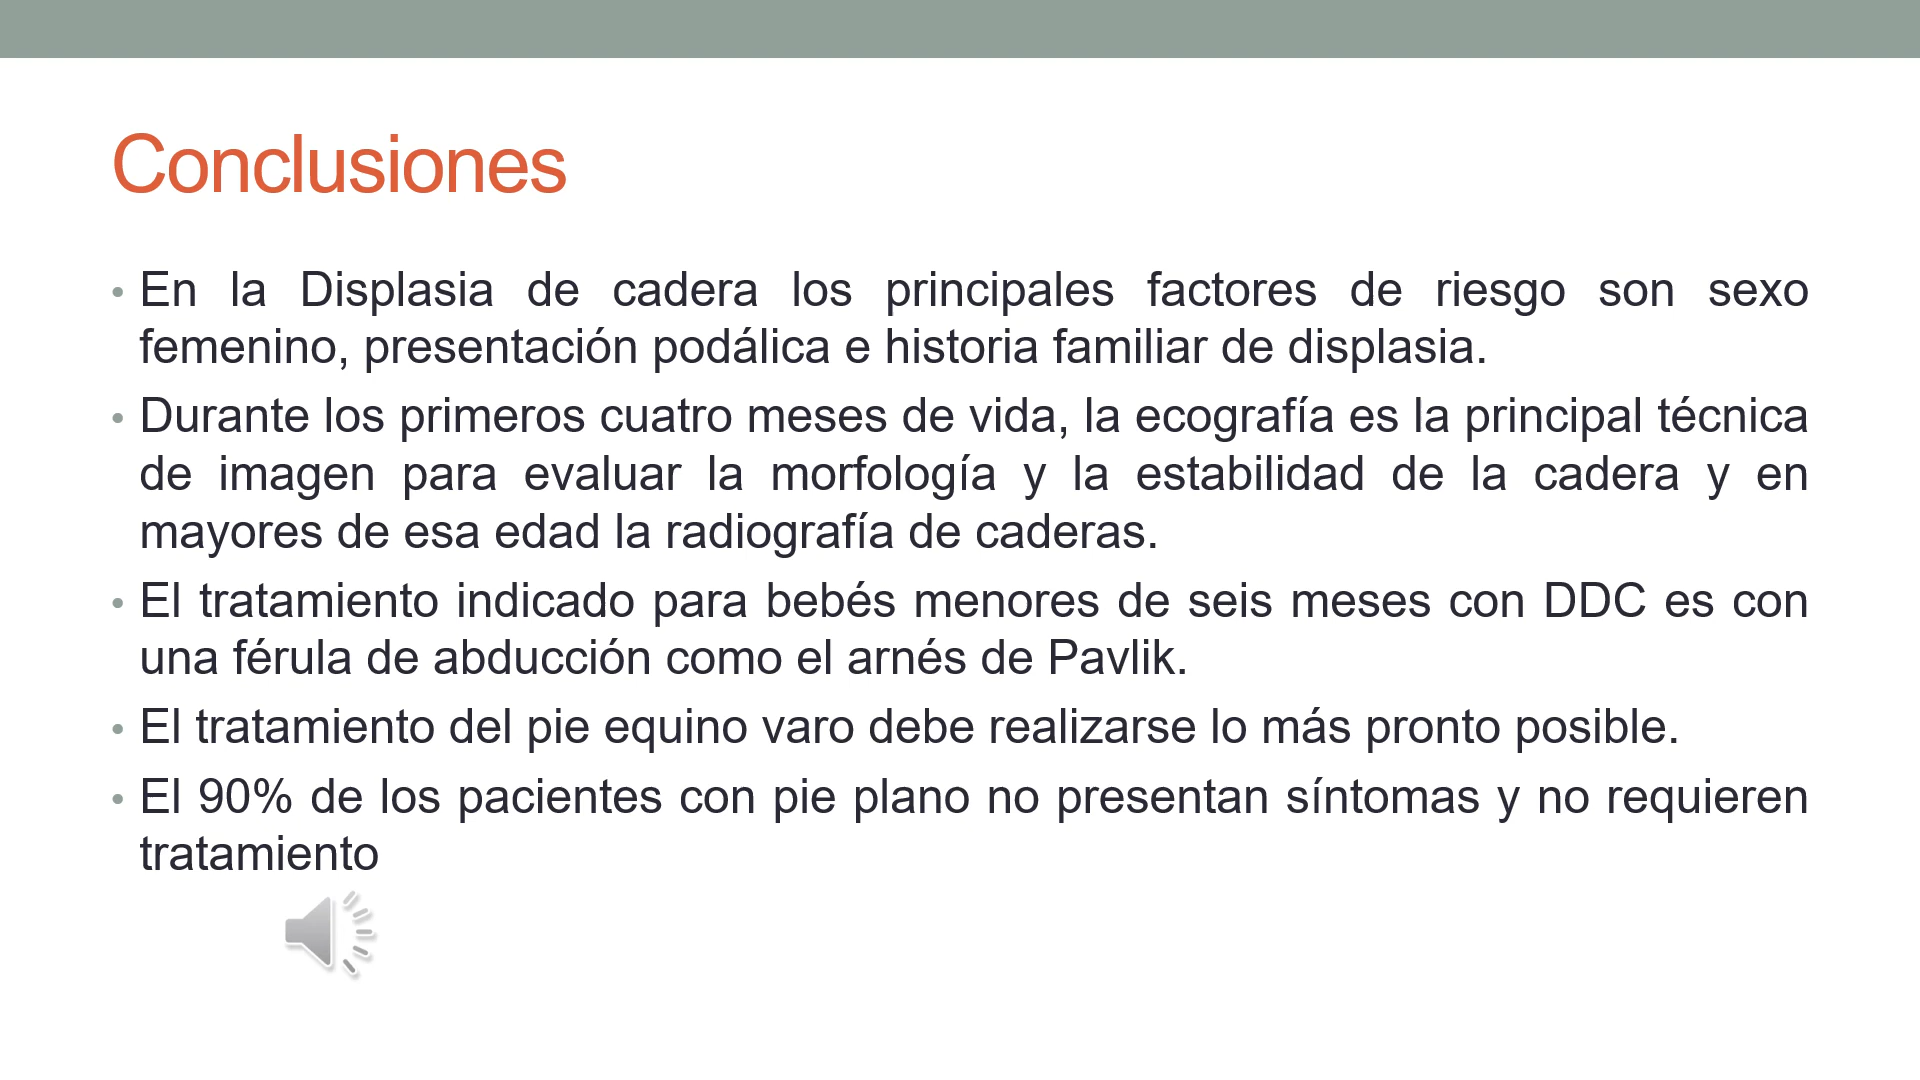 Conclusiones
• En la Displasia de cadera los principales factores de riesgo son sexo
femenino, presentación podálica e historia familiar de displasia.
• Durante los primeros cuatro meses de vida, la ecografía es la principal técnica
de imagen para evaluar la morfología y la estabilidad de la cadera y en
mayores de esa edad la radiografía de caderas.
• El tratamiento indicado para bebés menores de seis meses con DDC es con
una férula de abducción como el arnés de Pavlik.
• El tratamiento del pie equino varo debe realizarse lo más pronto posible.
• El 90% de los pacientes con pie plano no presentan síntomas y no requieren
tratamiento